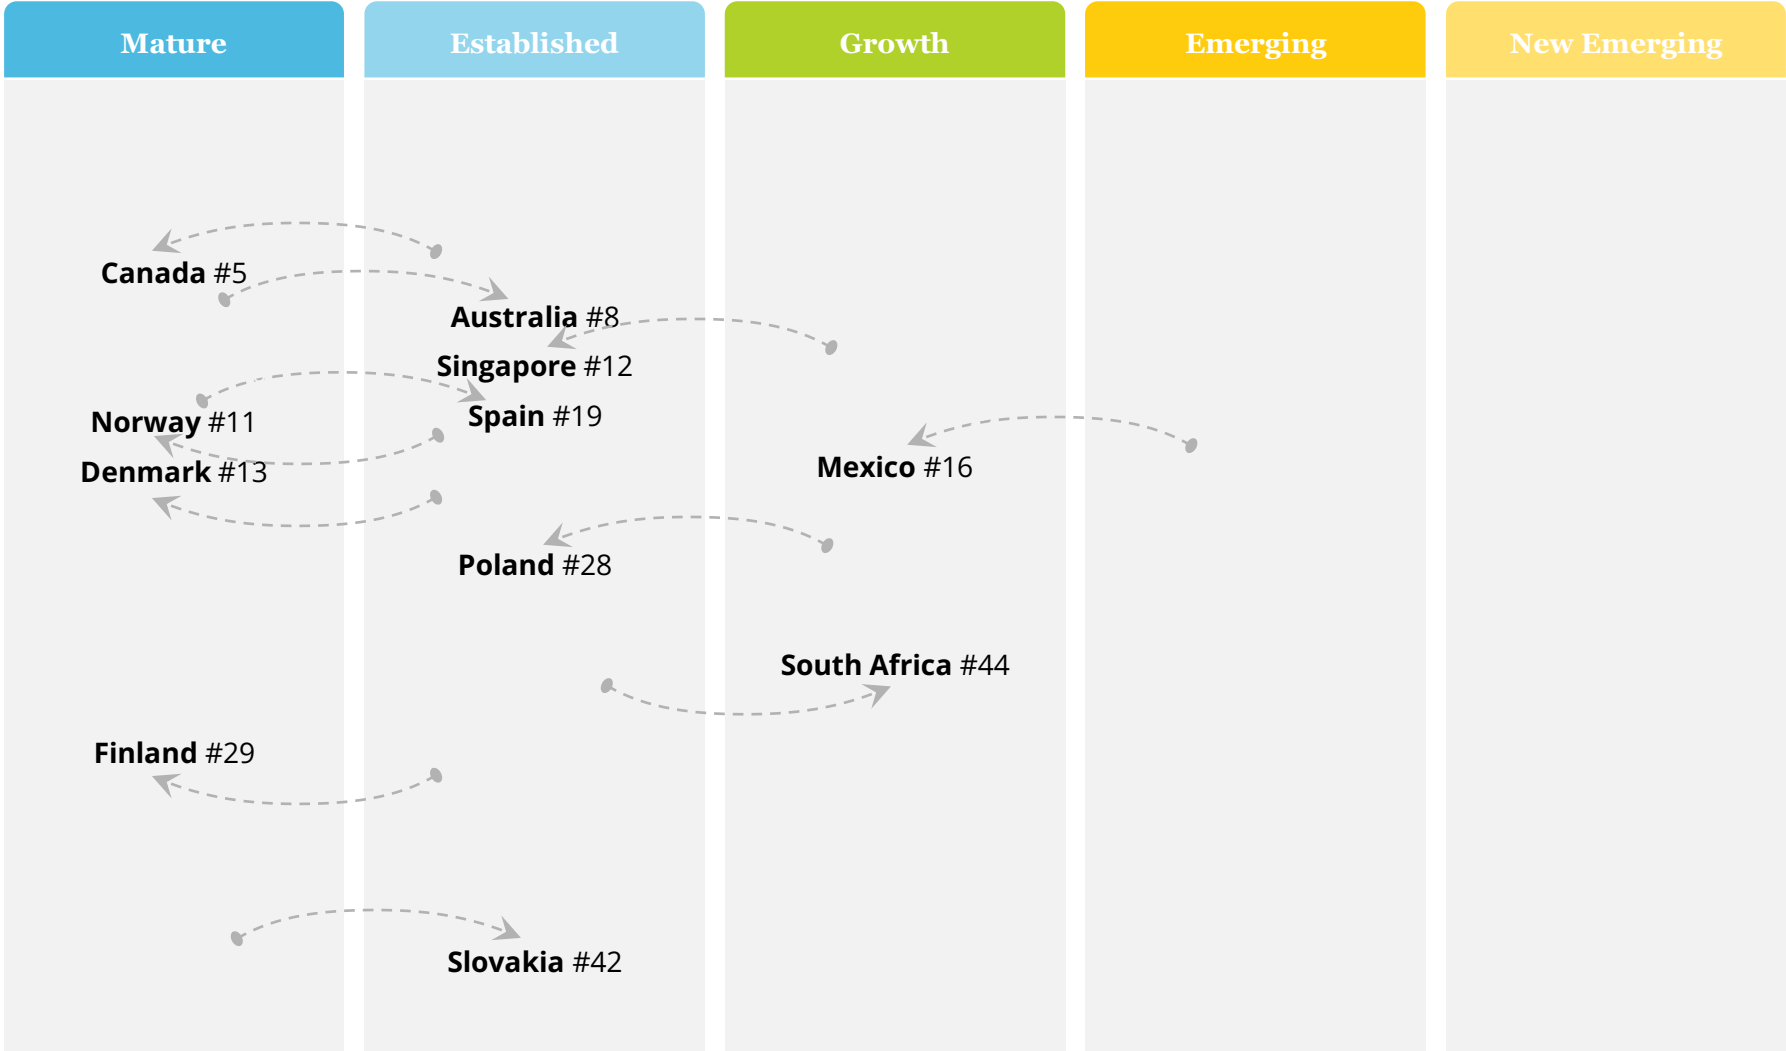 Mature
Established
Growth
Emerging
New Emerging
Canada #5
Australia #8
Singapore #12
Spain #19
Norway #11
Mexico #16
Denmark #13
Poland #28
South Africa #44
Finland #29
Slovakia #42